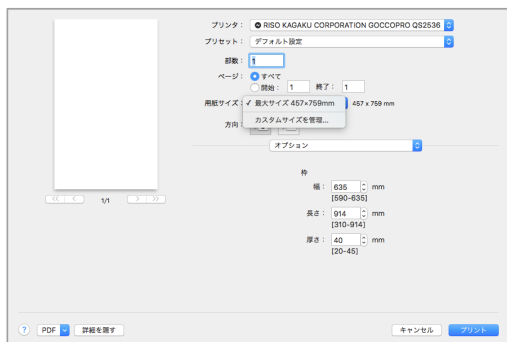 プリンタ： RISO KAGAKU CORPORATION GOCCOPRO QS2536
プリセット： デフォルト設定
部数： 1
ページ： すべて
開始： 1 終了： 1
用紙サイズ： ✓ 最大サイズ 457×759mm 457 x 759 mm
カスタムサイズを管理...
方向：
オプション
枠
幅： 635 mm
[590-635]
<< < 1/1 > >>
長さ： 914 mm
[310-914]
厚さ： 40 mm
[20-45]
? PDF 詳細を隠す キャンセル プリント